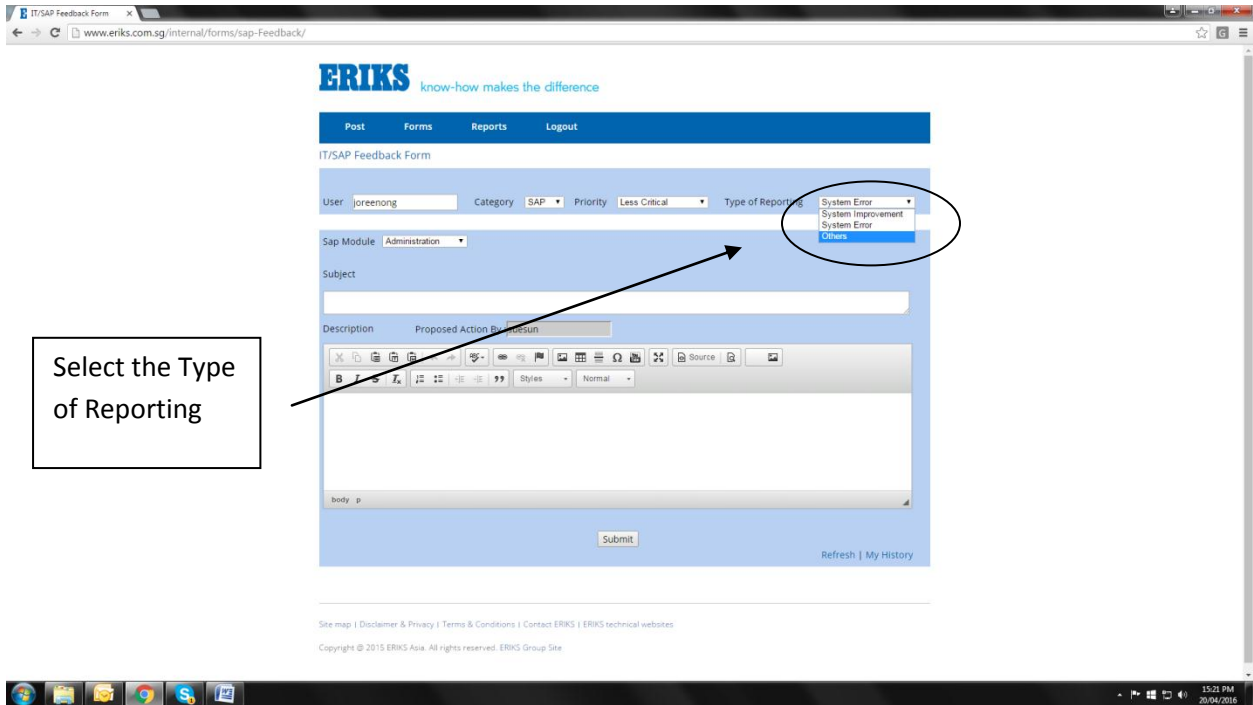 IT/SAP Feedback Form
www.eriks.com.sg/internal/forms/sap-Feedback/
ERIKS know-how makes the difference
Post Forms Reports Logout
IT/SAP Feedback Form
User joreenong Category SAP Priority Less Critical Type of Reporting System Error
System Improvement
System Error
Others
Sap Module Administration
Subject
Description Proposed Action By
Select the Type
of Reporting
Source
B I S Ix Styles Normal
body p
Submit
Refresh | My History
See map | Disclaimer & Privacy | Terms & Conditions | Contact ERIKS | ERIKS technical websites
Copyright @ 2015 ERIKS Asia. All rights reserved. ERIKS Group Site
15:21 PM
20/04/2016